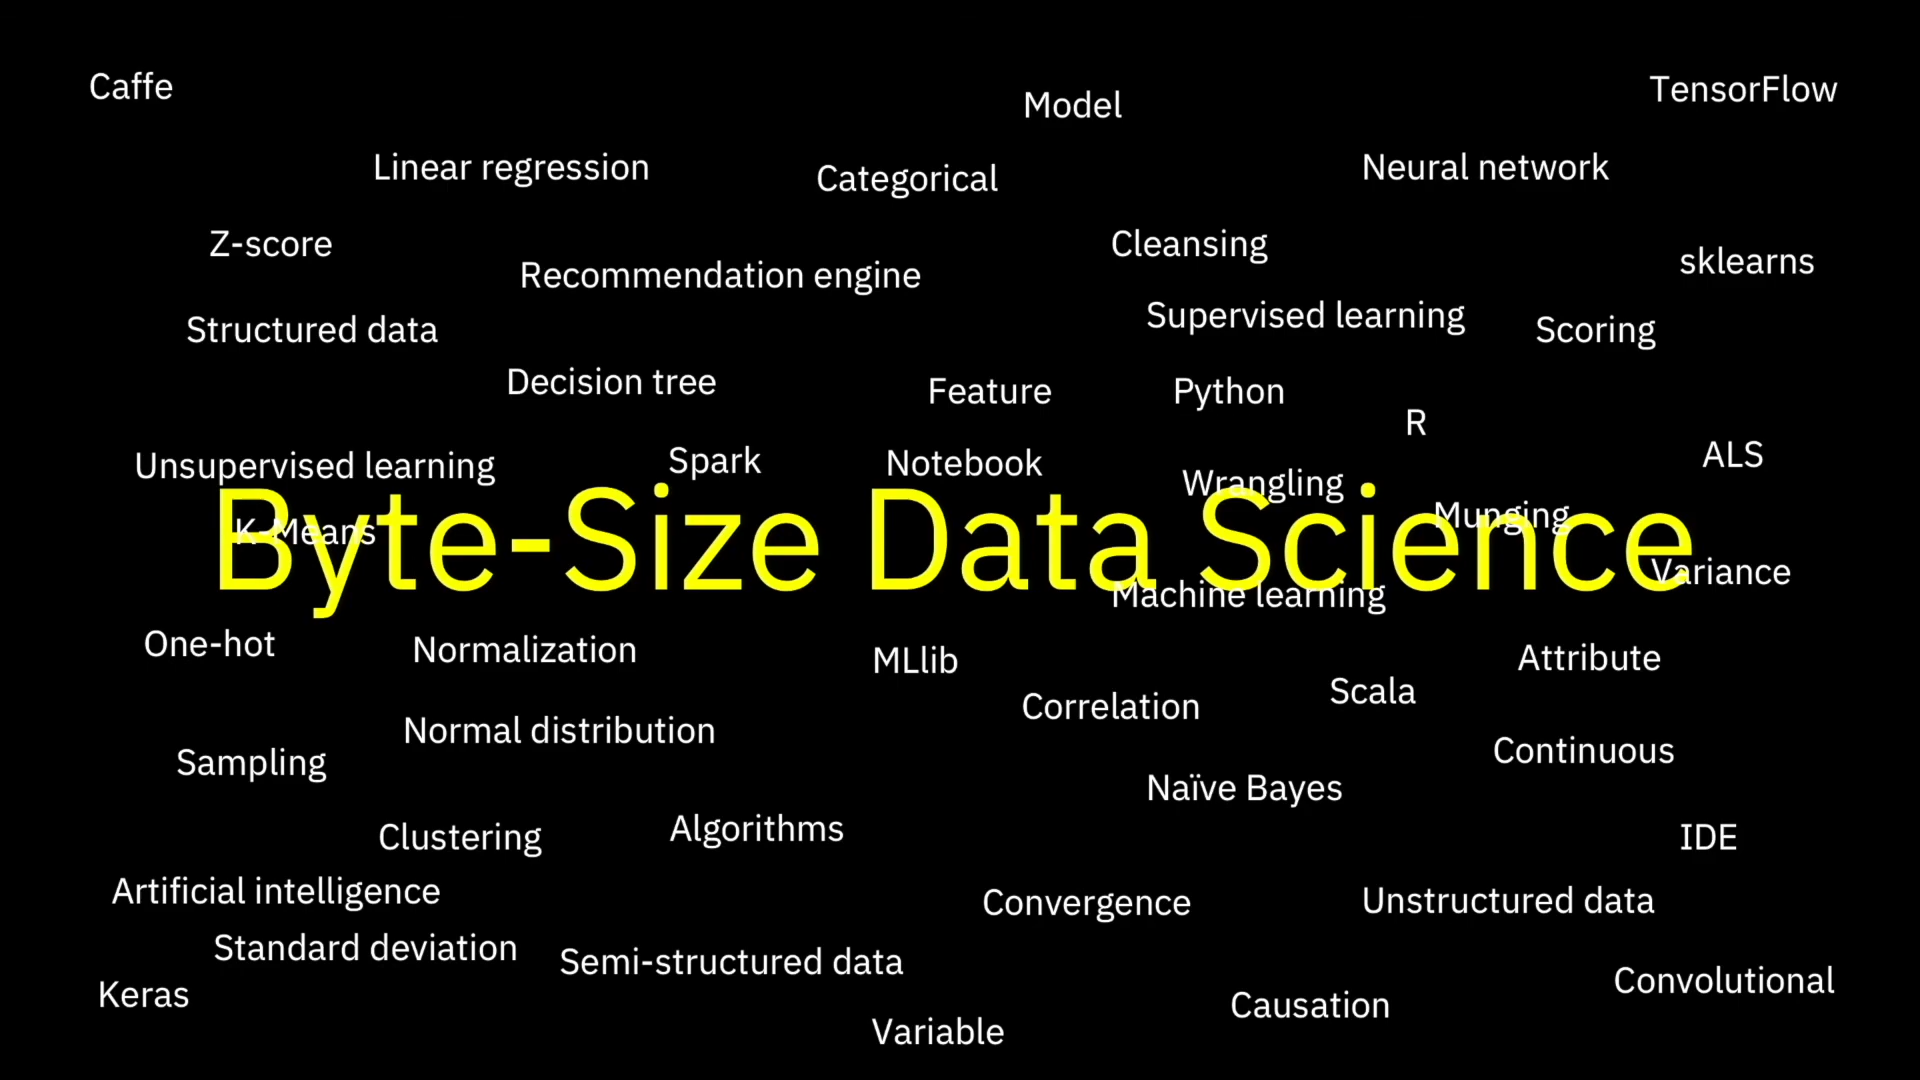 Caffe
TensorFlow
Model
Linear regression
Categorical
Neural network
Z-score
Cleansing
sklearns
Recommendation engine
Supervised learning
Structured data
Scoring
Decision tree
Feature
Python
R
ALS
Unsupervised learning
Spark
Notebook
Wrangling
Munging
K-Means
Byte-Size Data Science
Variance
Machine learning
One-hot
Normalization
MLlib
Attribute
Scala
Correlation
Normal distribution
Continuous
Sampling
Naïve Bayes
Algorithms
Clustering
IDE
Artificial intelligence
Convergence
Unstructured data
Standard deviation
Semi-structured data
Convolutional
Keras
Causation
Variable